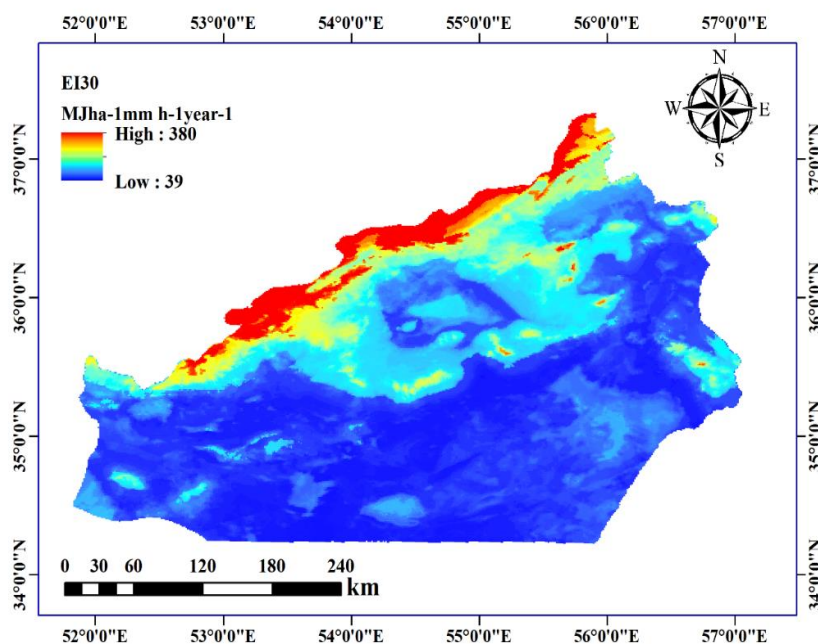 52°0'0"E 53°0'0"E 54°0'0"E 55°0'0"E 56°0'0"E 57°0'0"E
EI30
MJha-1mm h-1year-1
High : 380
Low : 39
N
W E
S
37°0'0"N 37°0'0"N
36°0'0"N 36°0'0"N
35°0'0"N 35°0'0"N
34°0'0"N 34°0'0"N
0 30 60 120 180 240
km
52°0'0"E 53°0'0"E 54°0'0"E 55°0'0"E 56°0'0"E 57°0'0"E